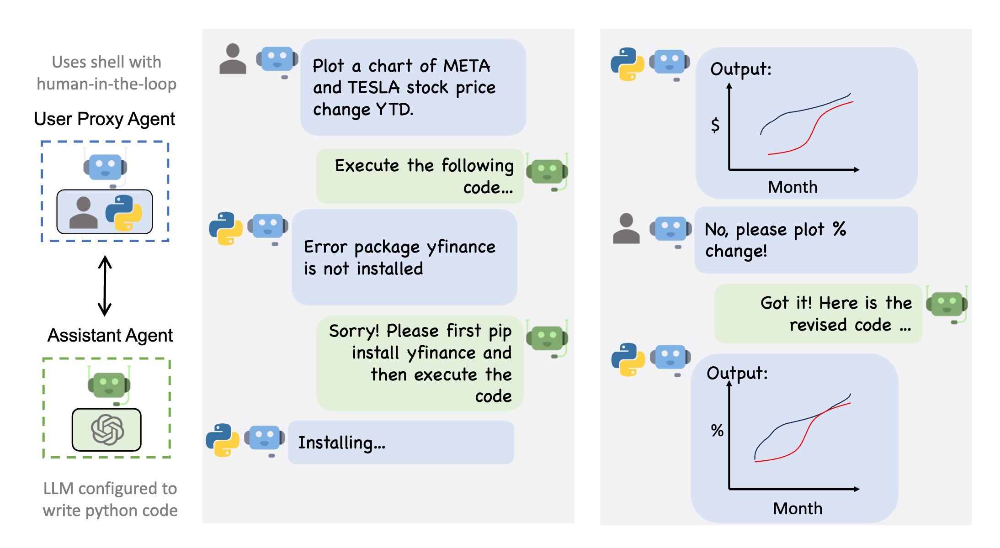 Uses shell with
human-in-the-loop
User Proxy Agent
Assistant Agent
LLM configured to
write python code
Plot a chart of META
and TESLA stock price
change YTD.
Execute the following
code...
Error package yfinance
is not installed
Sorry! Please first pip
install yfinance and
then execute the
code
Installing...
Output:
$
Month
No, please plot %
change!
Got it! Here is the
revised code ...
Output:
%
Month